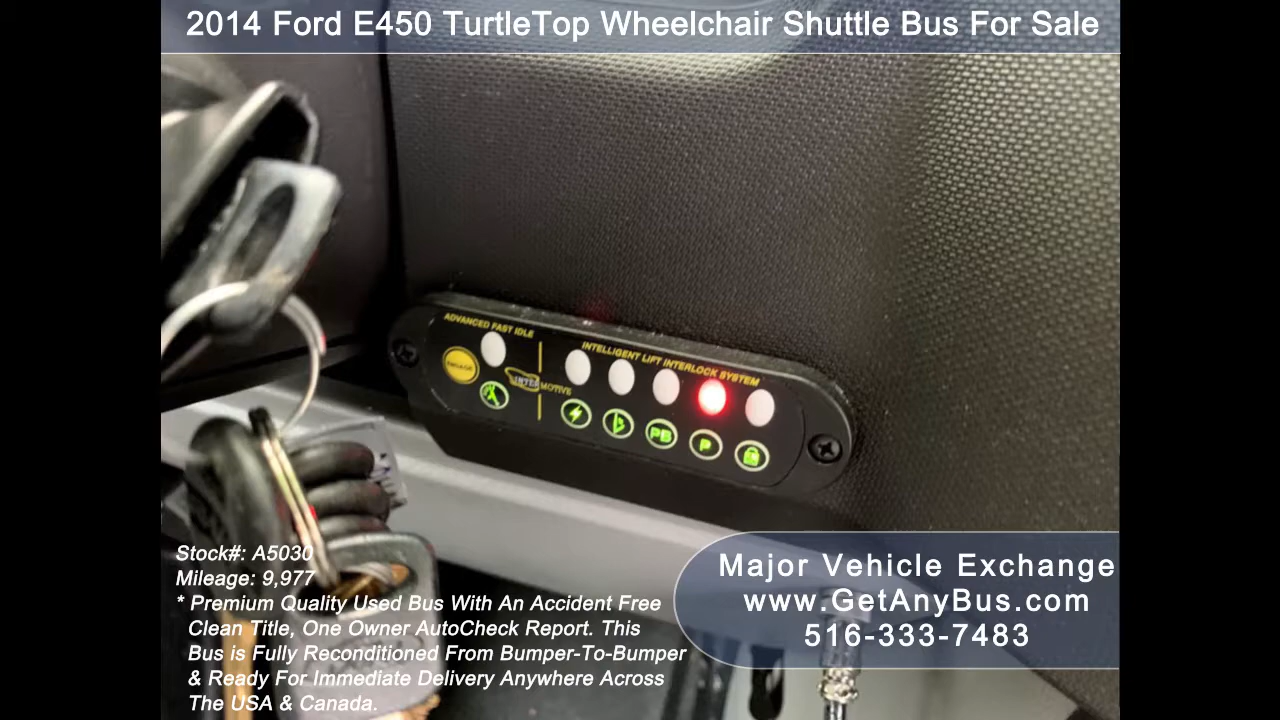 2014 Ford E450 TurtleTop Wheelchair Shuttle Bus For Sale
ADVANCED FAST IDLE
INTELLIGENT LIFT INTERLOCK SYSTEM
ENGAGE
INTERMOTIVE
PB
P
Stock#: A5030
Mileage: 9,977
* Premium Quality Used Bus With An Accident Free
Clean Title, One Owner AutoCheck Report. This
Bus is Fully Reconditioned From Bumper-To-Bumper
& Ready For Immediate Delivery Anywhere Across
The USA & Canada.
Major Vehicle Exchange
www.GetAnyBus.com
516-333-7483